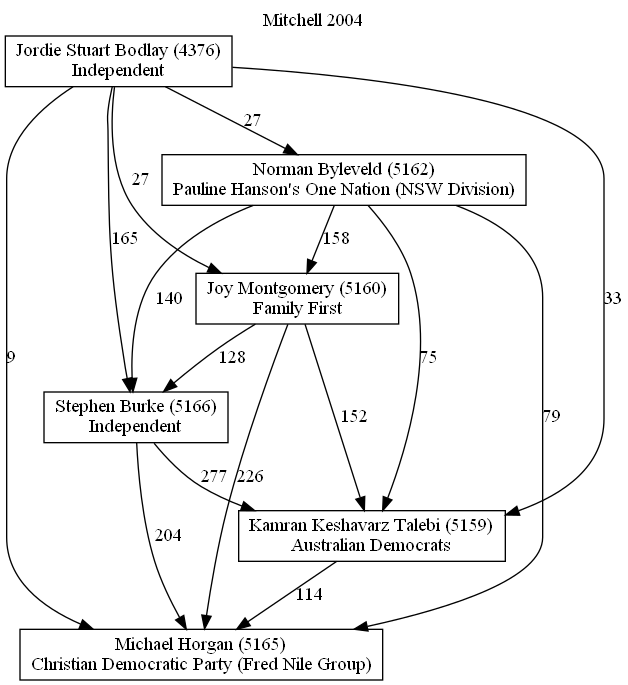 Mitchell 2004
Jordie Stuart Bodlay (4376)
Independent
27
Norman Byleveld (5162)
Pauline Hanson's One Nation (NSW Division)
27
165
158
140
33
Joy Montgomery (5160)
Family First
9
128
75
152
79
Stephen Burke (5166)
Independent
277
226
204
Kamran Keshavarz Talebi (5159)
Australian Democrats
114
Michael Horgan (5165)
Christian Democratic Party (Fred Nile Group)